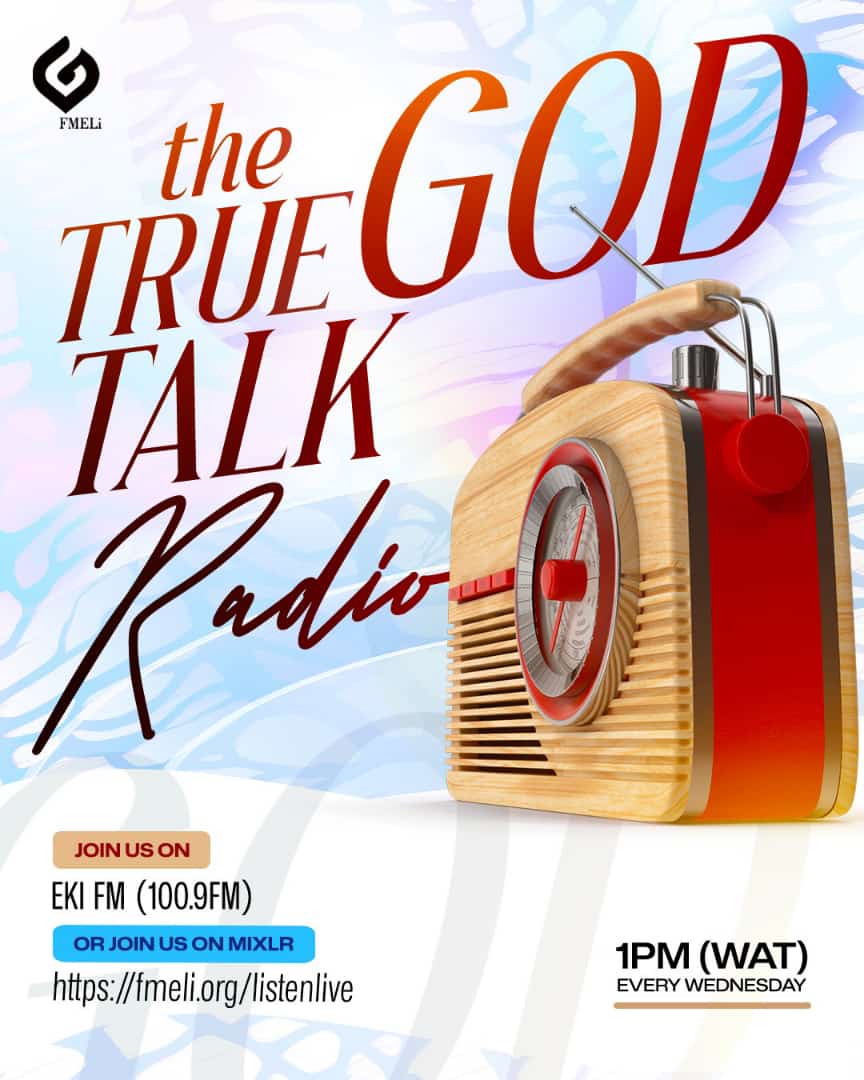 FMELi
the
TRUE GOD
TALK
Radio
JOIN US ON
EKI FM (100.9FM)
OR JOIN US ON MIXLR
https://fmeli.org/listenlive
1PM (WAT)
EVERY WEDNESDAY